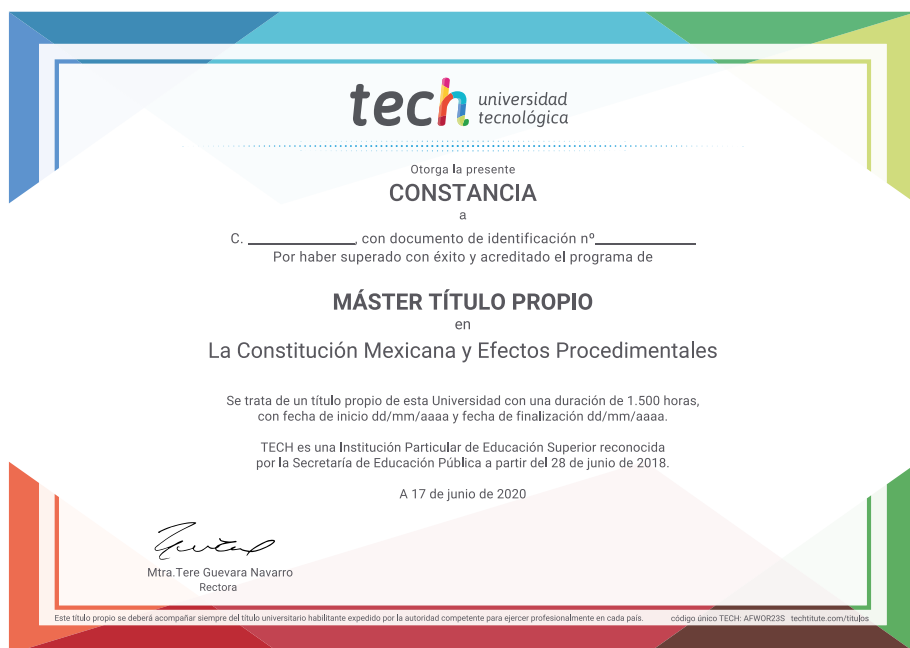 tech universidad
tecnológica
Otorga la presente
CONSTANCIA
a
C. ____________, con documento de identificación nº____________
Por haber superado con éxito y acreditado el programa de
MÁSTER TÍTULO PROPIO
en
La Constitución Mexicana y Efectos Procedimentales
Se trata de un título propio de esta Universidad con una duración de 1.500 horas,
con fecha de inicio dd/mm/aaaa y fecha de finalización dd/mm/aaaa.
TECH es una Institución Particular de Educación Superior reconocida
por la Secretaría de Educación Pública a partir del 28 de junio de 2018.
A 17 de junio de 2020
Mtra.Tere Guevara Navarro
Rectora
Este título propio se deberá acompañar siempre del título universitario habilitante expedido por la autoridad competente para ejercer profesionalmente en cada país. código único TECH: AFWOR23S techtitute.com/titulos